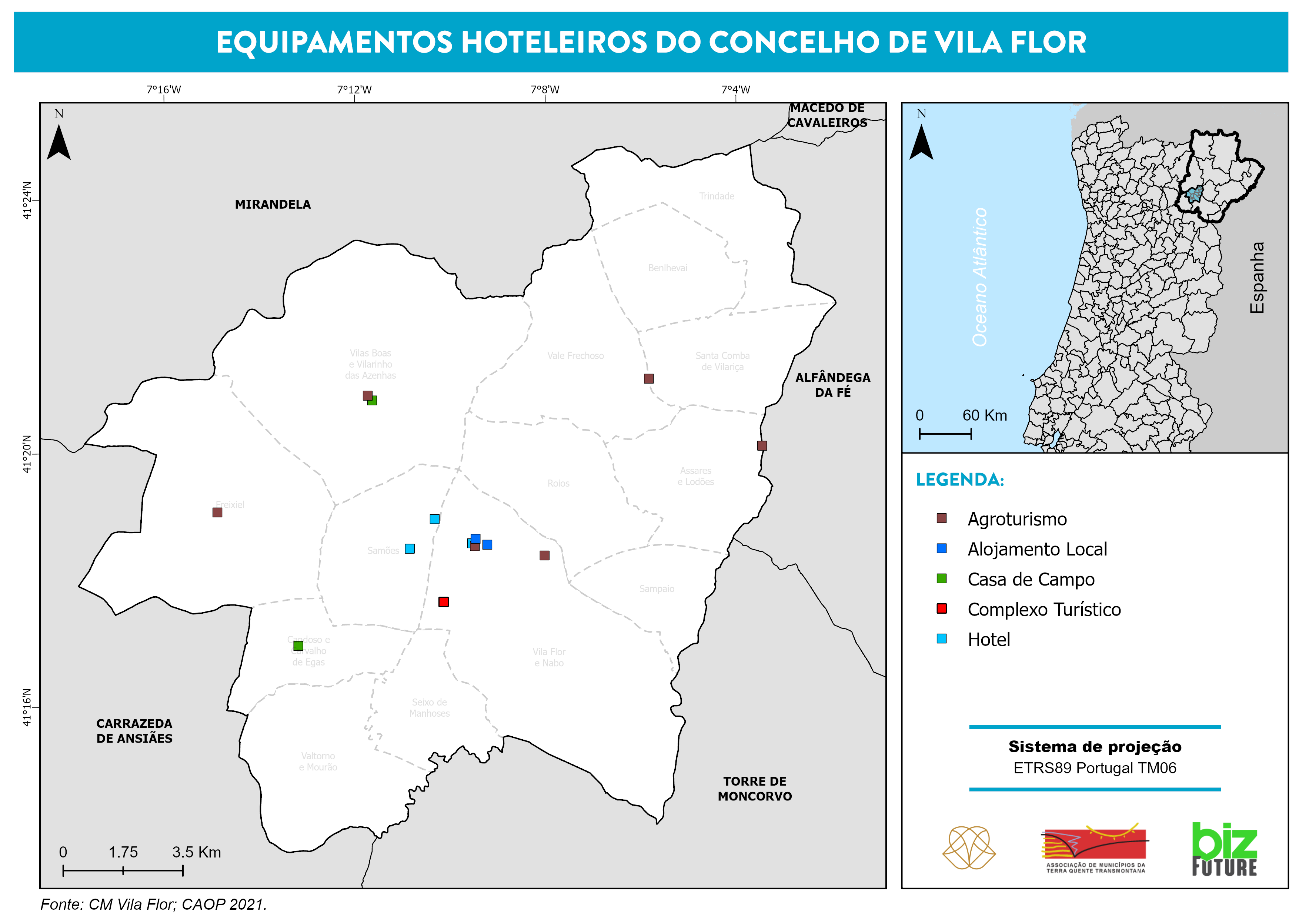 EQUIPAMENTOS HOTELEIROS DO CONCELHO DE VILA FLOR
7°16'W
7°12'W
7°8'W
7°4'W
41°24'N
41°20'N
41°16'N
N
MACEDO DE
CAVALEIROS
MIRANDELA
Trindade
Benlhevai
Vilas Boas
e Vilarinho
das Azenhas
Vale Frechoso
Santa Comba
de Vilariça
ALFÂNDEGA
DA FÉ
Freixiel
Roios
Assares
e Lodões
Samões
Sampaio
Candoso e
Carvalho
de Egas
Vila Flor
e Nabo
Seixo de
Manhoses
CARRAZEDA
DE ANSIÃES
Valtorno
e Mourão
TORRE DE
MONCORVO
0 1.75 3.5 Km
Fonte: CM Vila Flor; CAOP 2021.
N
Oceano Atlântico
Espanha
0 60 Km
LEGENDA:
Agroturismo
Alojamento Local
Casa de Campo
Complexo Turístico
Hotel
Sistema de projeção
ETRS89 Portugal TM06
ASSOCIAÇÃO DE MUNICÍPIOS DA
TERRA QUENTE TRANSMONTANA
biz
FUTURE